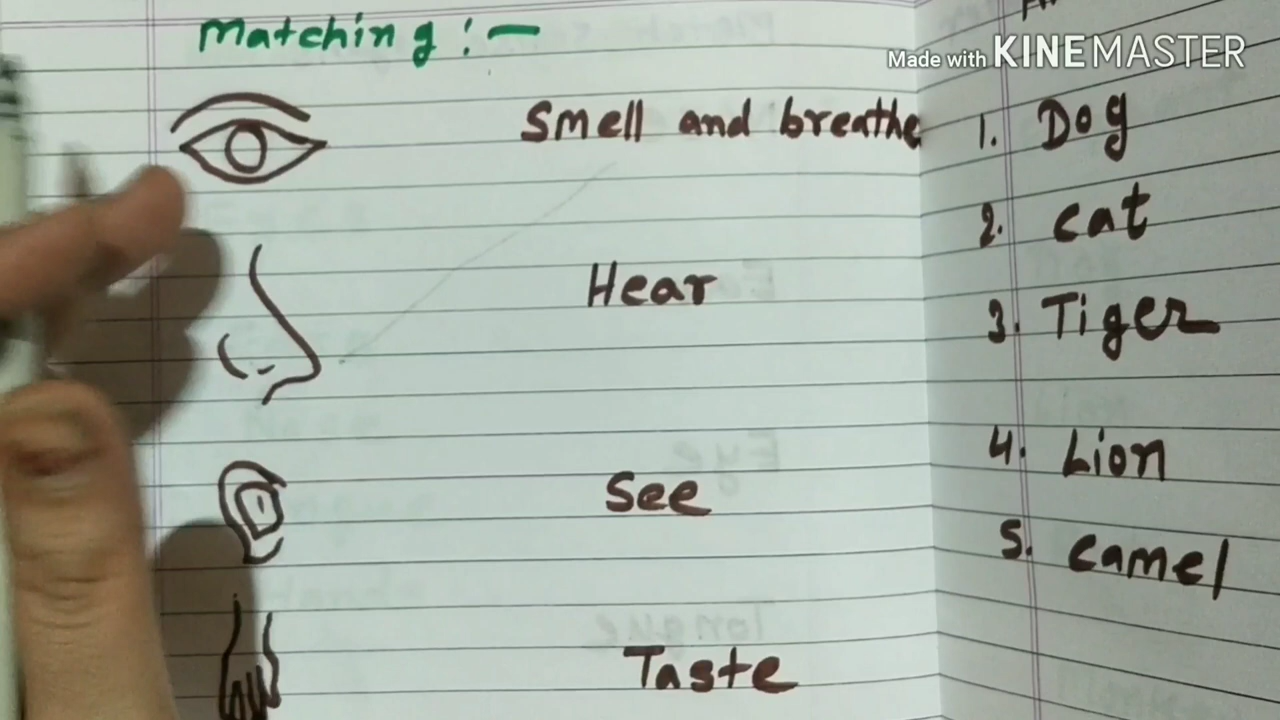 Matching :-
Made with KINEMASTER
Smell and breathe
Hear
See
Taste
1. Dog
2. Cat
3. Tiger
4. Lion
5. Camel